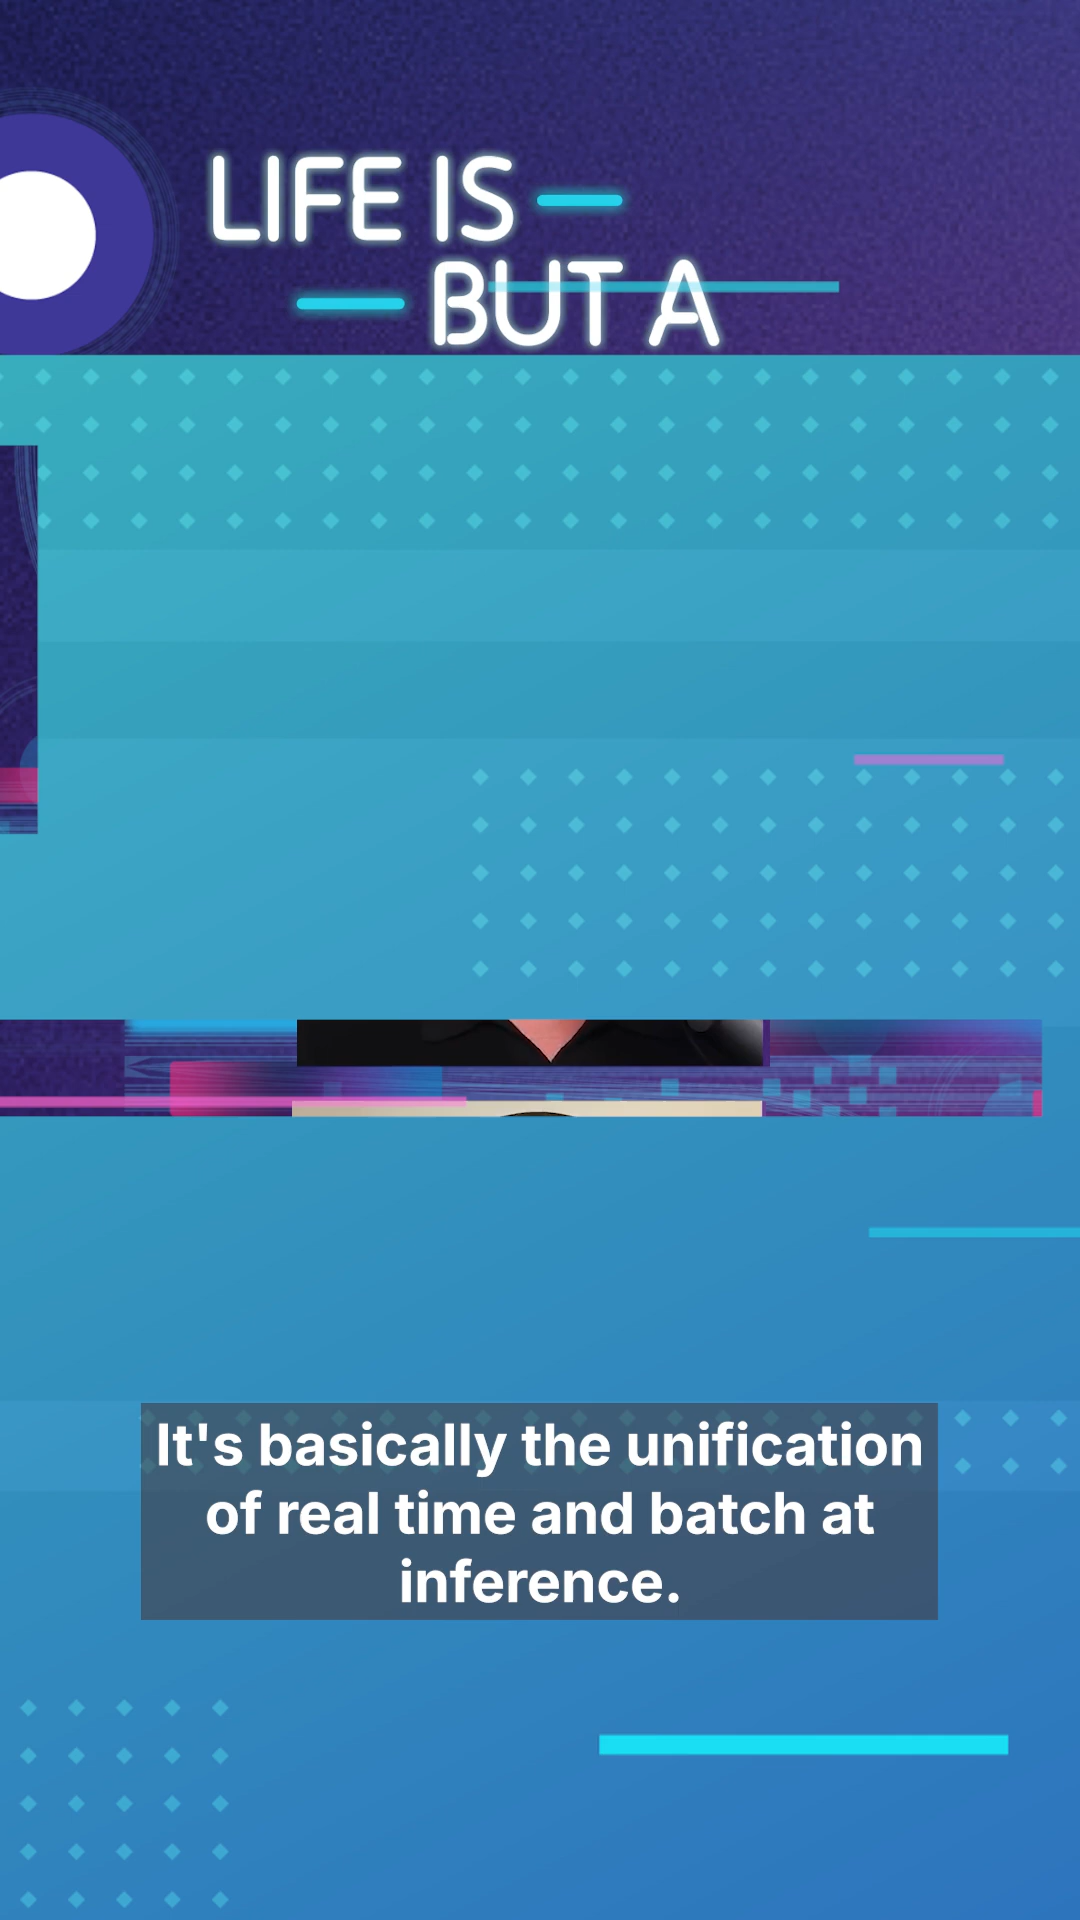 LIFE IS
BUT A
It's basically the unification
of real time and batch at
inference.